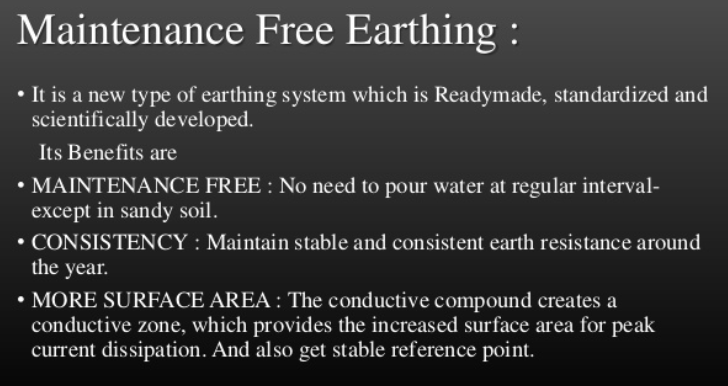 Maintenance Free Earthing :
• It is a new type of earthing system which is Readymade, standardized and
scientifically developed.
Its Benefits are
• MAINTENANCE FREE : No need to pour water at regular interval-
except in sandy soil.
• CONSISTENCY : Maintain stable and consistent earth resistance around
the year.
• MORE SURFACE AREA : The conductive compound creates a
conductive zone, which provides the increased surface area for peak
current dissipation. And also get stable reference point.